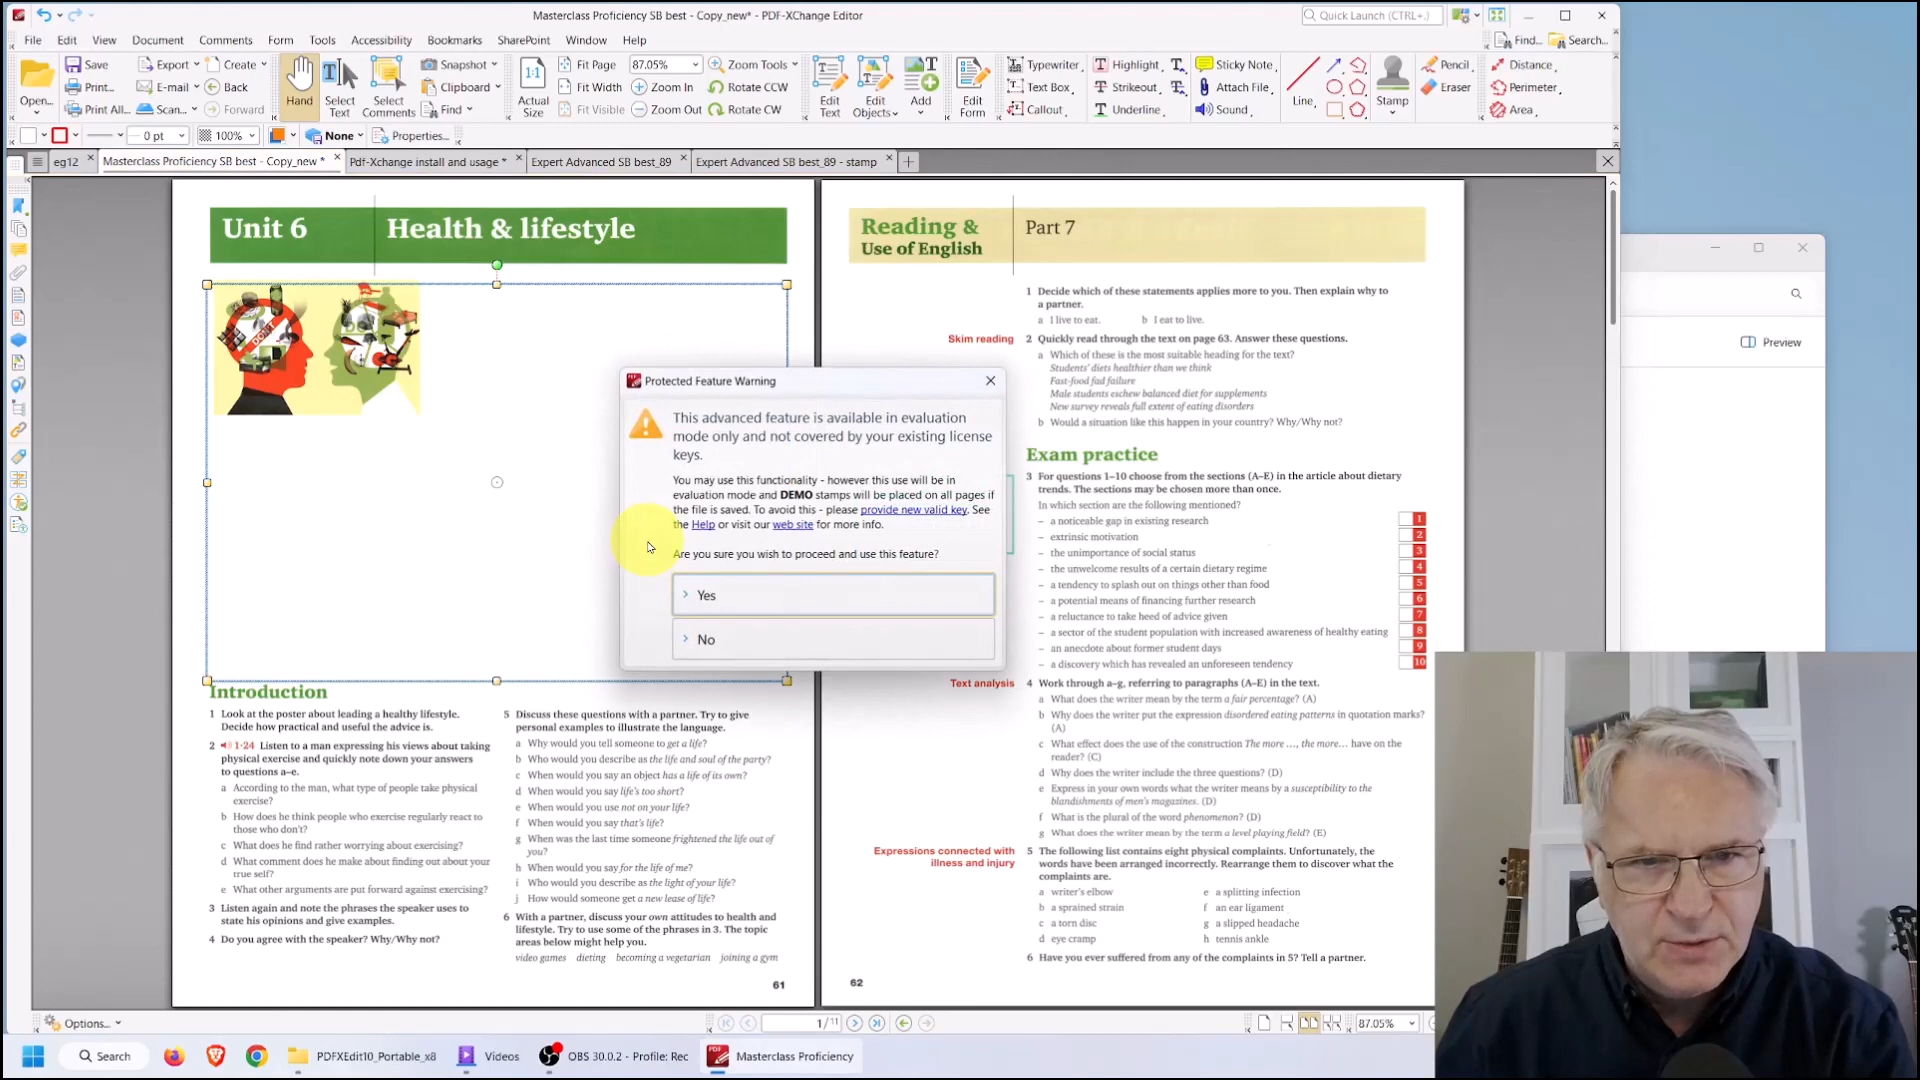 Masterclass Proficiency SB best - Copy_new* - PDF-XChange Editor
Quick Launch (CTRL+.)
File Edit View Document Comments Form Tools Accessibility Bookmarks SharePoint Window Help
Find... Search...
Open...
Save
Print...
Print All...
Export
E-mail
Scan...
Create
Back
Forward
Hand
Select Text
Select Comments
Snapshot
Clipboard
Find
1:1
Actual Size
Fit Page
Fit Width
Fit Visible
87.05%
Zoom In
Zoom Out
Zoom Tools
Rotate CCW
Rotate CW
Edit Text
Edit Objects
Add
Edit Form
Typewriter
Text Box
Callout
Highlight
Strikeout
Underline
Sticky Note
Attach File
Sound
Line
Stamp
Pencil
Eraser
Distance
Perimeter
Area
0 pt 100% None Properties...
eg12
Masterclass Proficiency SB best - Copy_new *
Pdf-Xchange install and usage *
Expert Advanced SB best_89
Expert Advanced SB best_89 - stamp
Unit 6 Health & lifestyle
DON'T
Introduction
1 Look at the poster about leading a healthy lifestyle.
Decide how practical and useful the advice is.
2 1·24 Listen to a man expressing his views about taking
physical exercise and quickly note down your answers
to questions a–e.
a According to the man, what type of people take physical
exercise?
b How does he think people who exercise regularly react to
those who don't?
c What does he find rather worrying about exercising?
d What comment does he make about finding out about your
true self?
e What other arguments are put forward against exercising?
3 Listen again and note the phrases the speaker uses to
state his opinions and give examples.
4 Do you agree with the speaker? Why/Why not?
5 Discuss these questions with a partner. Try to give
personal examples to illustrate the language.
a Why would you tell someone to get a life?
b Who would you describe as the life and soul of the party?
c When would you say an object has a life of its own?
d When would you say life's too short?
e When would you use not on your life?
f When would you say that's life?
g When was the last time someone frightened the life out of
you?
h When would you say for the life of me?
i Who would you describe as the light of your life?
j How would someone get a new lease of life?
6 With a partner, discuss your own attitudes to health and
lifestyle. Try to use some of the phrases in 3. The topic
areas below might help you.
video games dieting becoming a vegetarian joining a gym
61
Reading &
Use of English
Part 7
1 Decide which of these statements applies more to you. Then explain why to
a partner.
a I live to eat. b I eat to live.
Skim reading
2 Quickly read through the text on page 63. Answer these questions.
a Which of these is the most suitable heading for the text?
Students' diets healthier than we think
Fast-food fad failure
Male students eschew balanced diet for supplements
New survey reveals full extent of eating disorders
b Would a situation like this happen in your country? Why/Why not?
Exam practice
3 For questions 1–10 choose from the sections (A–E) in the article about dietary
trends. The sections may be chosen more than once.
In which section are the following mentioned?
– a noticeable gap in existing research 1
– extrinsic motivation 2
– the unimportance of social status 3
– the unwelcome results of a certain dietary regime 4
– a tendency to splash out on things other than food 5
– a potential means of financing further research 6
– a reluctance to take heed of advice given 7
– a sector of the student population with increased awareness of healthy eating 8
– an anecdote about former student days 9
– a discovery which has revealed an unforeseen tendency 10
Text analysis
4 Work through a–g, referring to paragraphs (A–E) in the text.
a What does the writer mean by the term a fair percentage? (A)
b Why does the writer put the expression disordered eating patterns in quotation marks?
(A)
c What effect does the use of the construction The more …, the more… have on the
reader? (C)
d Why does the writer include the three questions? (D)
e Express in your own words what the writer means by a susceptibility to the
blandishments of men's magazines. (D)
f What is the plural of the word phenomenon? (D)
g What does the writer mean by the term a level playing field? (E)
Expressions connected with
illness and injury
5 The following list contains eight physical complaints. Unfortunately, the
words have been arranged incorrectly. Rearrange them to discover what the
complaints are.
a writer's elbow e a splitting infection
b a sprained strain f an ear ligament
c a torn disc g a slipped headache
d eye cramp h tennis ankle
6 Have you ever suffered from any of the complaints in 5? Tell a partner.
62
Protected Feature Warning
This advanced feature is available in evaluation
mode only and not covered by your existing license
keys.
You may use this functionality - however this use will be in
evaluation mode and DEMO stamps will be placed on all pages if
the file is saved. To avoid this - please provide new valid key. See
the Help or visit our web site for more info.
Are you sure you wish to proceed and use this feature?
Yes
No
Preview
Options...
1 / 11
87.05%
Search
PDFXEdit10_Portable_x8
Videos
OBS 30.0.2 - Profile: Rec
Masterclass Proficiency